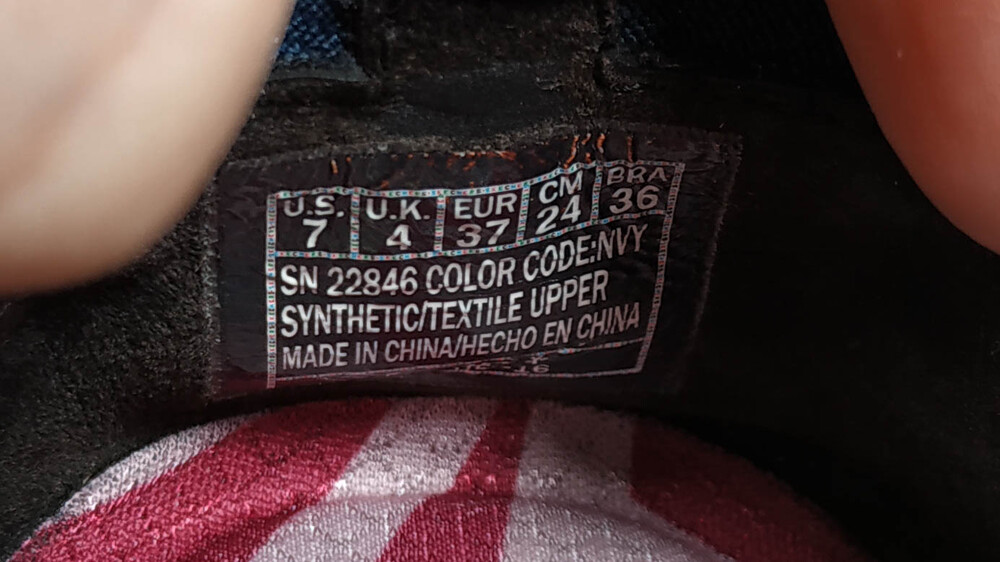 U.S. U.K. EUR CM BRA
7 4 37 24 36
SN 22846 COLOR CODE:NVY
SYNTHETIC/TEXTILE UPPER
MADE IN CHINA/HECHO EN CHINA